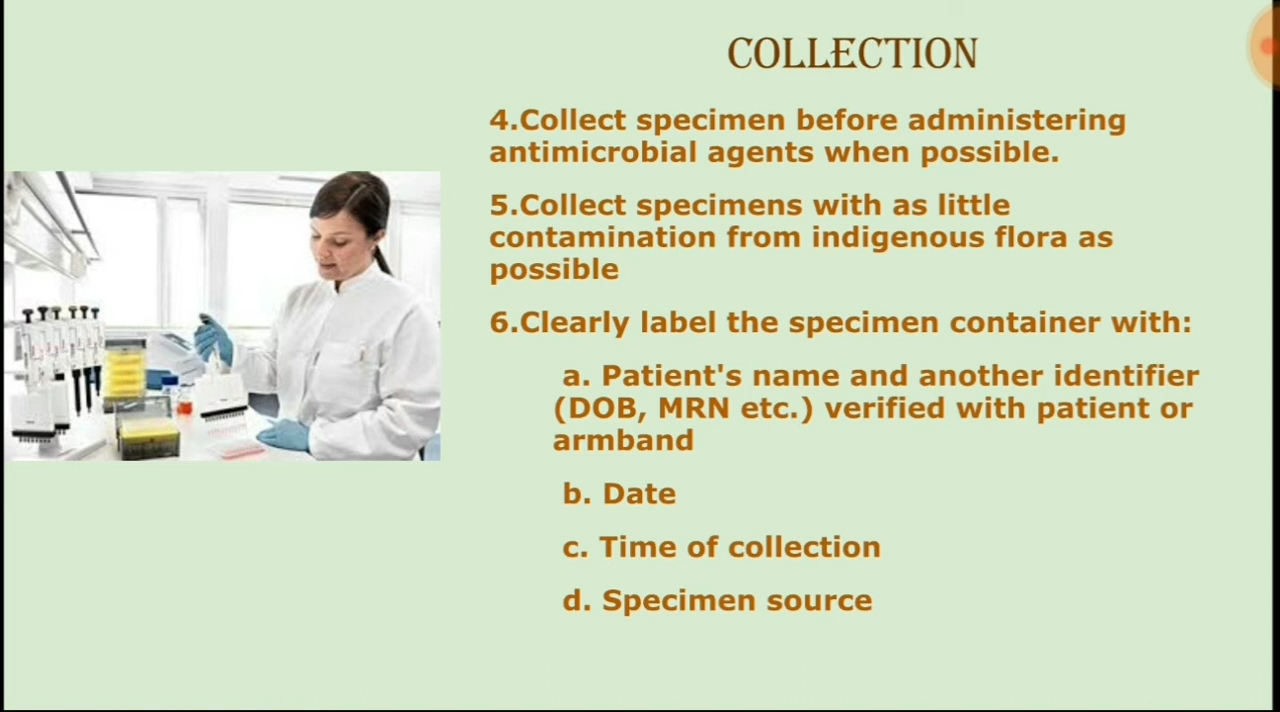 COLLECTION
4.Collect specimen before administering
antimicrobial agents when possible.
5.Collect specimens with as little
contamination from indigenous flora as
possible
6.Clearly label the specimen container with:
a. Patient's name and another identifier
(DOB, MRN etc.) verified with patient or
armband
b. Date
c. Time of collection
d. Specimen source